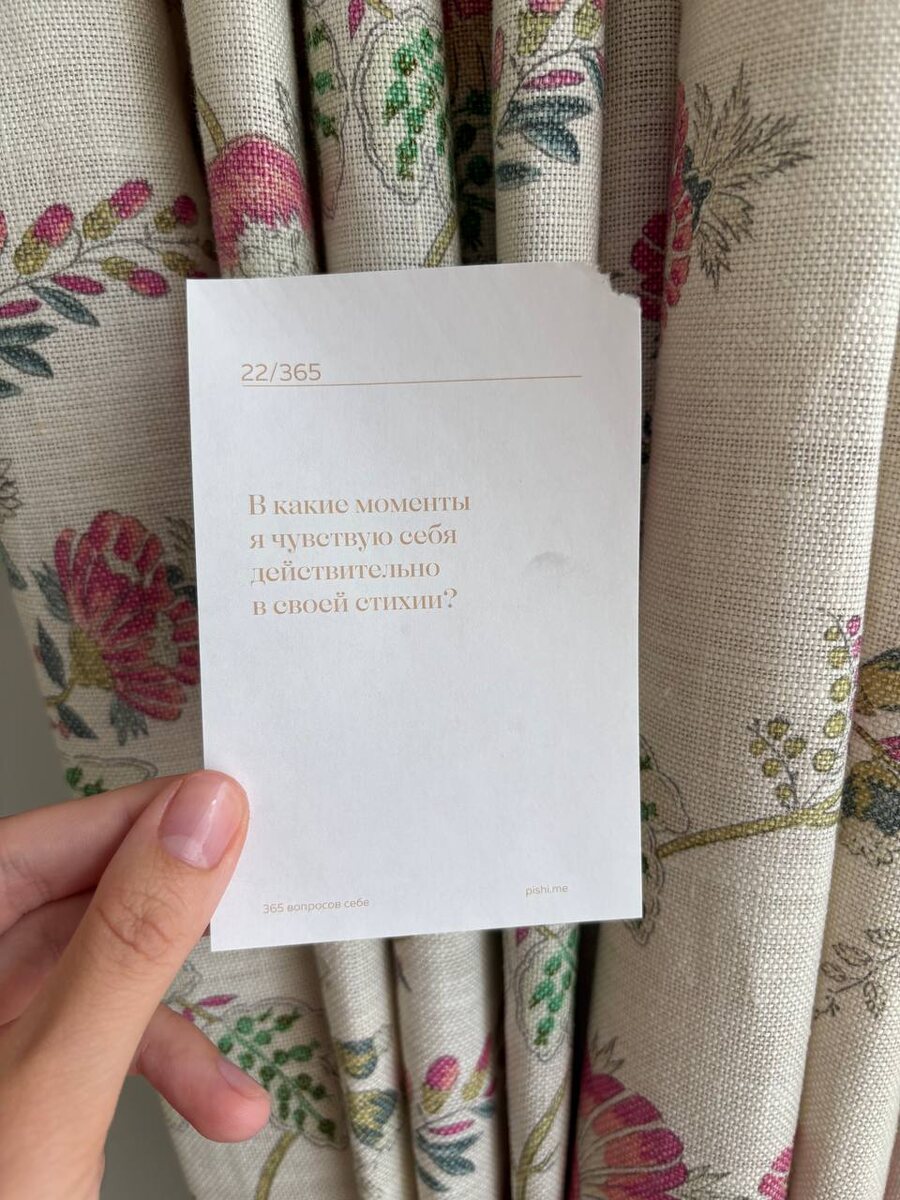 22/365
В какие моменты
я чувствую себя
действительно
в своей стихии?
365 вопросов себе
pishi.me